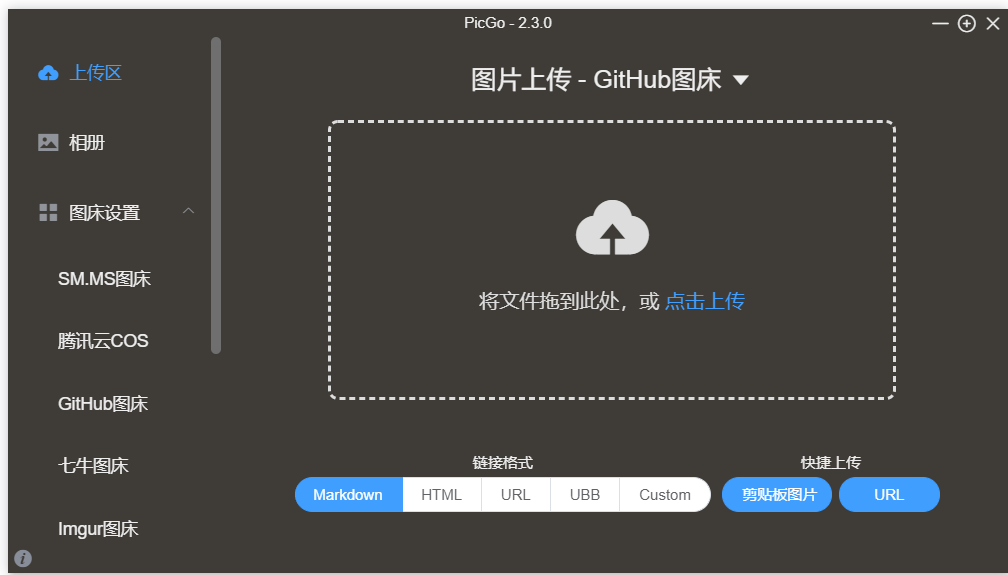 PicGo - 2.3.0
上传区
相册
图床设置
SM.MS图床
腾讯云COS
GitHub图床
七牛图床
Imgur图床
图片上传 - GitHub图床
将文件拖到此处，或 点击上传
链接格式
Markdown HTML URL UBB Custom
快捷上传
剪贴板图片 URL